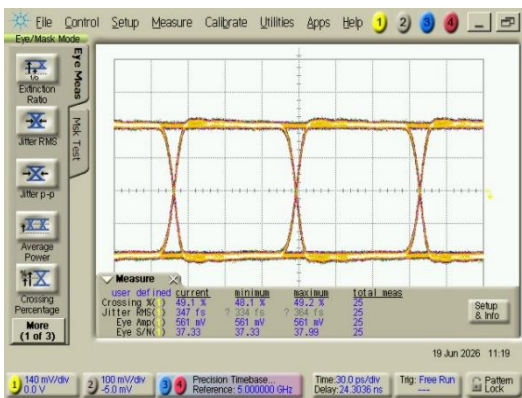 File Control Setup Measure Calibrate Utilities Apps Help 1 2 3 4
Eye/Mask Mode
Eye Meas
Msk Test
Extinction
Ratio
Jitter RMS
Jitter p-p
Average
Power
Crossing
Percentage
More
(1 of 3)
Measure
user defined current minimum maximum total meas
Crossing %(1) 49.1 % 48.1 % 49.2 % 25
Jitter RMS(1) 347 fs ? 334 fs ? 364 fs 25
Eye Amp(1) 561 mV 561 mV 561 mV 25
Eye S/N(1) 37.33 37.33 37.99 25
Setup
& Info
19 Jun 2026 11:19
1 140 mV/div
0.0 V
2 100 mV/div
-5.0 mV
3 4 Precision Timebase...
Reference: 5.000000 GHz
Time:30.0 ps/div
Delay:24.3036 ns
Trig: Free Run
---
Pattern
Lock